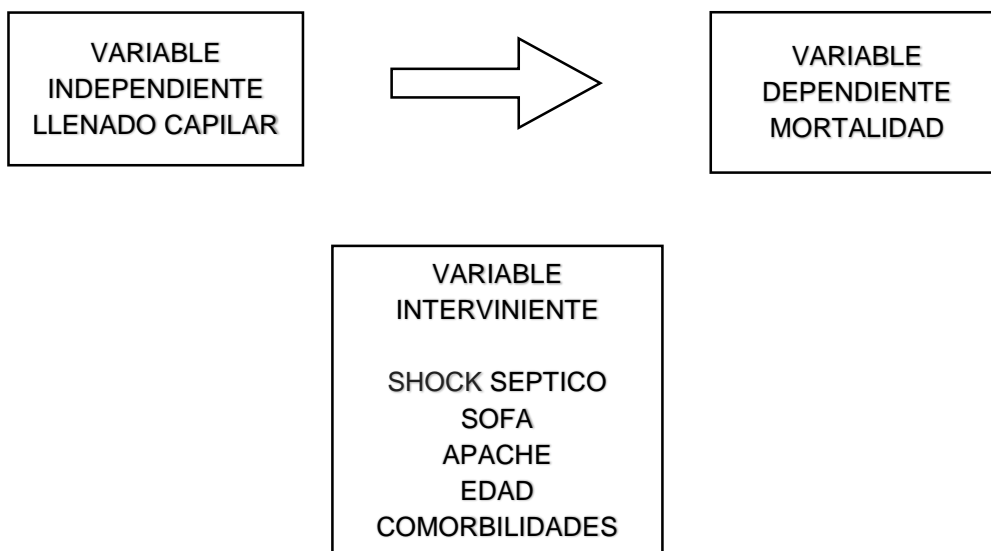 VARIABLE
INDEPENDIENTE
LLENADO CAPILAR
VARIABLE
DEPENDIENTE
MORTALIDAD
VARIABLE
INTERVINIENTE
SHOCK SEPTICO
SOFA
APACHE
EDAD
COMORBILIDADES